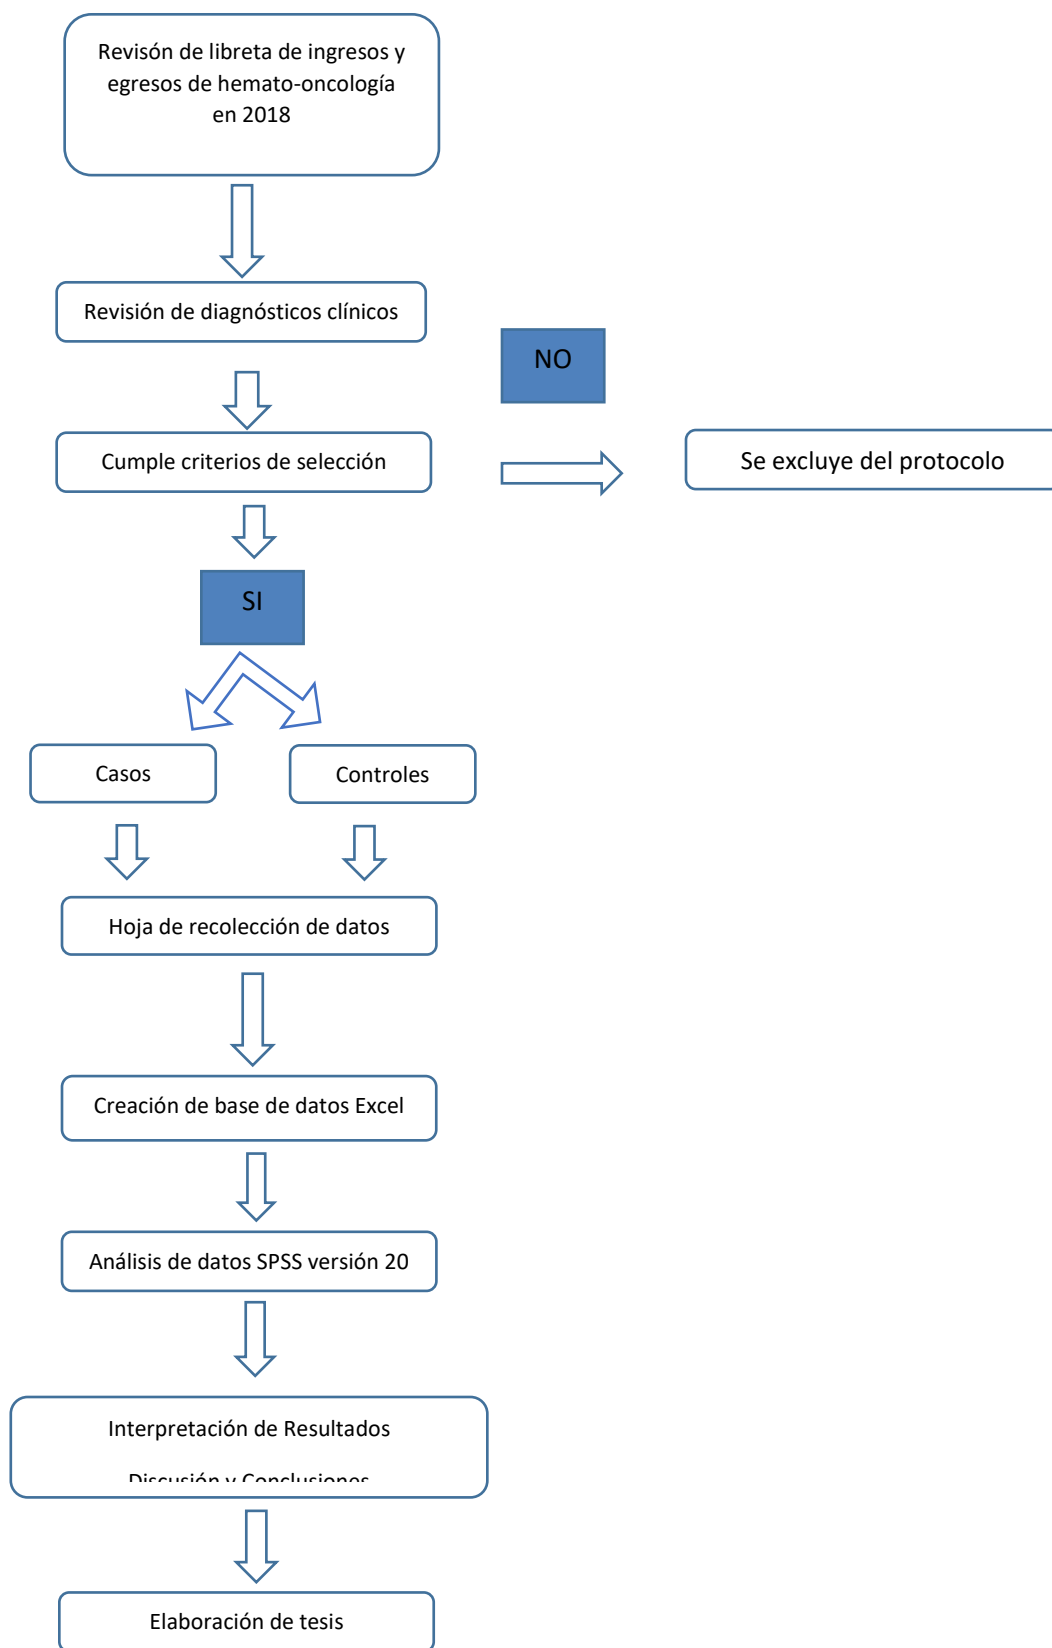 Revisón de libreta de ingresos y
egresos de hemato-oncología
en 2018
Revisión de diagnósticos clínicos
NO
Cumple criterios de selección
Se excluye del protocolo
SI
Casos
Controles
Hoja de recolección de datos
Creación de base de datos Excel
Análisis de datos SPSS versión 20
Interpretación de Resultados
Discusión y Conclusiones
Elaboración de tesis